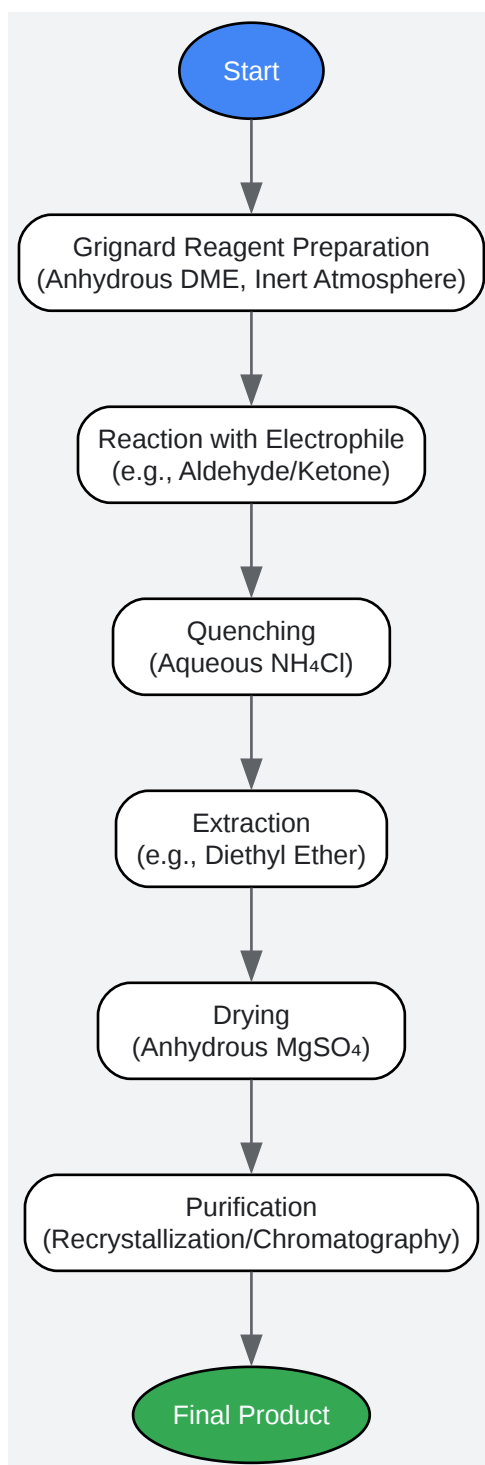 Start
Grignard Reagent Preparation
(Anhydrous DME, Inert Atmosphere)
Reaction with Electrophile
(e.g., Aldehyde/Ketone)
Quenching
(Aqueous NH₄Cl)
Extraction
(e.g., Diethyl Ether)
Drying
(Anhydrous MgSO₄)
Purification
(Recrystallization/Chromatography)
Final Product